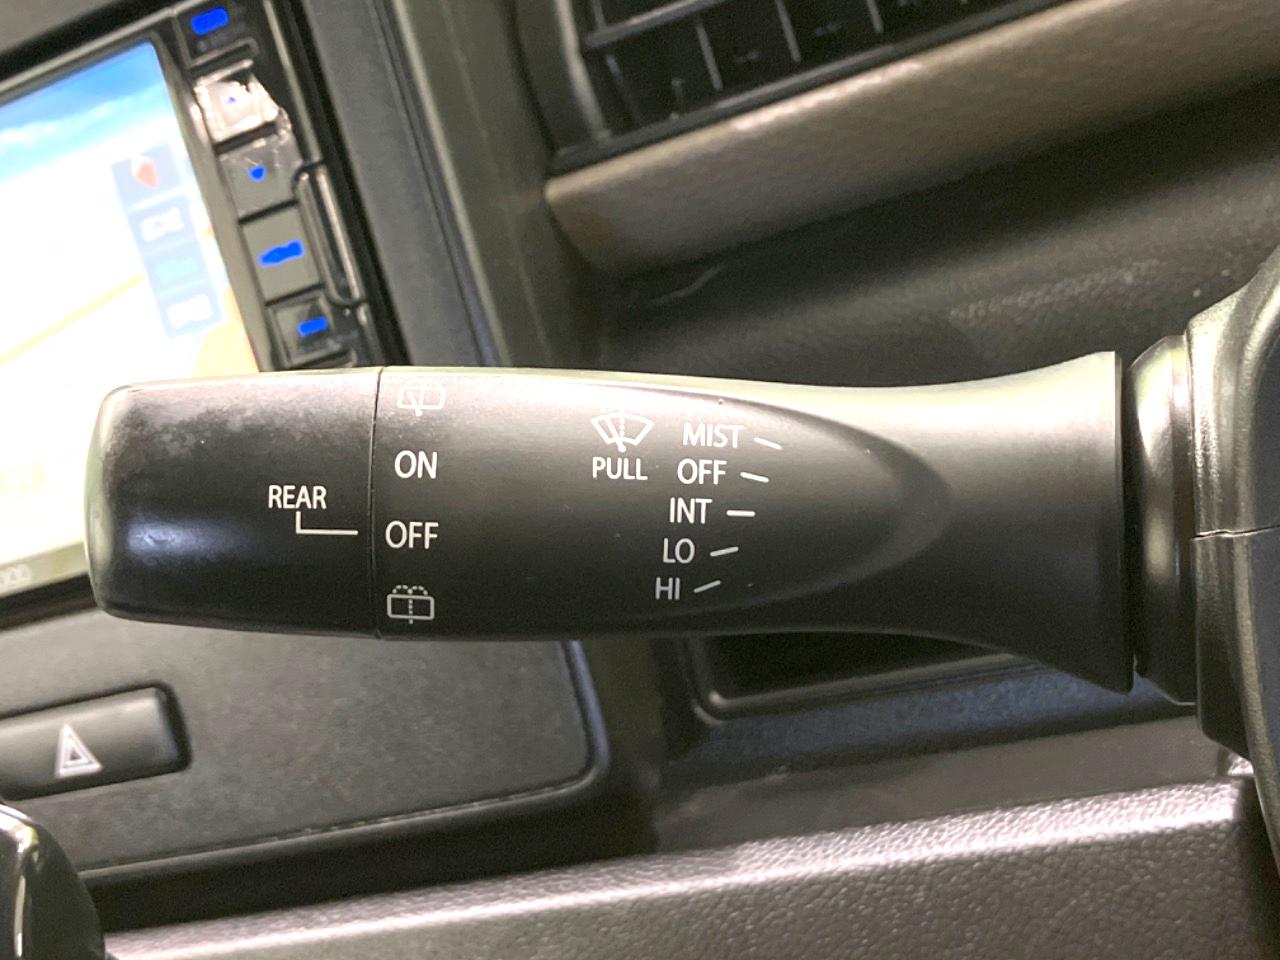 ON
REAR
OFF
PULL
MIST
OFF
INT
LO
HI